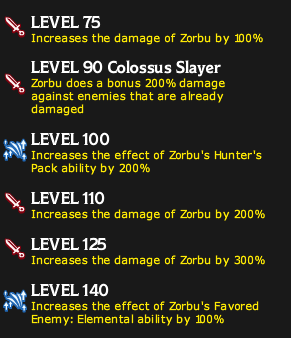 LEVEL 75
Increases the damage of Zorbu by 100%
LEVEL 90 Colossus Slayer
Zorbu does a bonus 200% damage
against enemies that are already
damaged
LEVEL 100
Increases the effect of Zorbu's Hunter's
Pack ability by 200%
LEVEL 110
Increases the damage of Zorbu by 200%
LEVEL 125
Increases the damage of Zorbu by 300%
LEVEL 140
Increases the effect of Zorbu's Favored
Enemy: Elemental ability by 100%